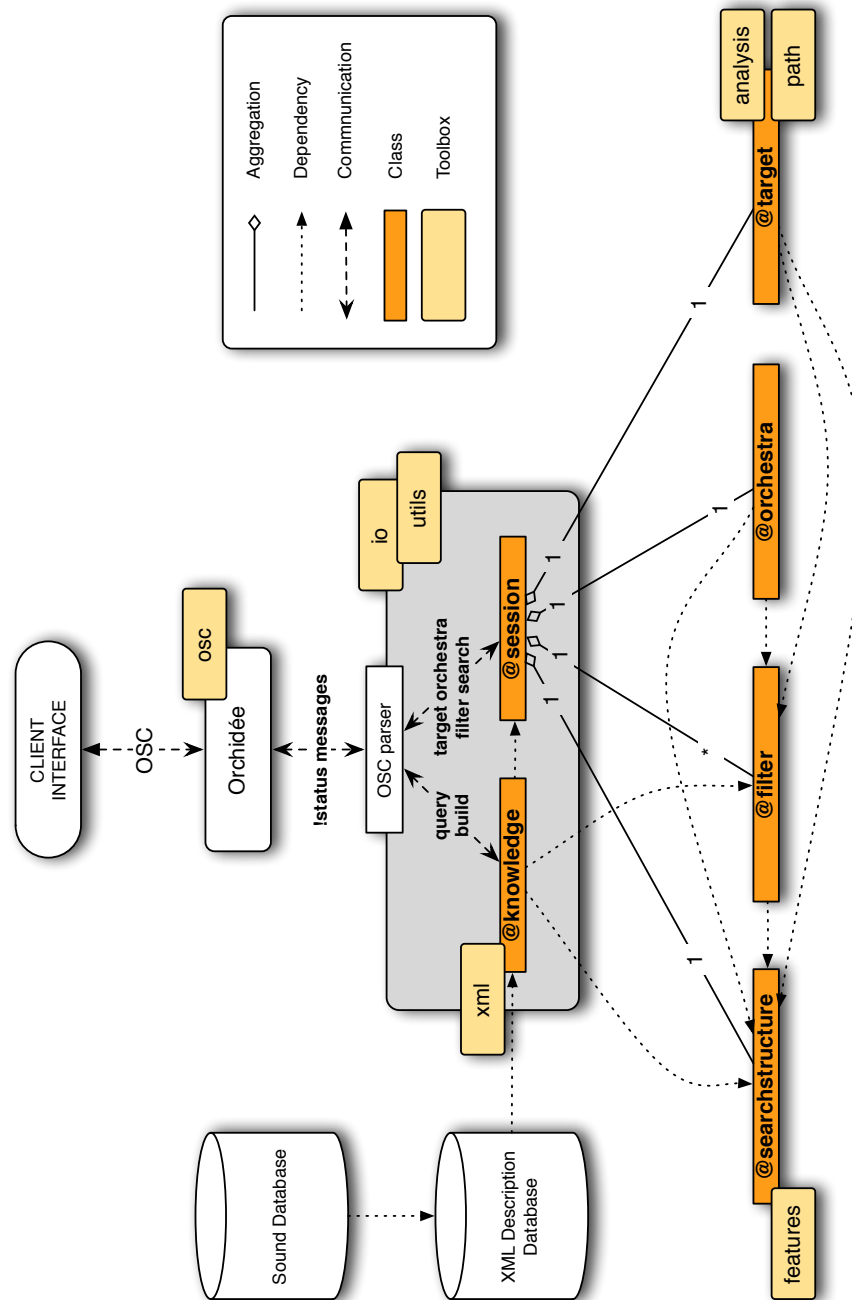 CLIENT
INTERFACE
OSC
Orchidée
osc
!status messages
OSC parser
io
utils
query
build
target orchestra
filter search
xml
@knowledge
@session
1
1
1
1
1
*
1
1
Sound Database
XML Description
Database
features
@searchstructure
@filter
@orchestra
@target
analysis
path
Aggregation
Dependency
Commnunication
Class
Toolbox